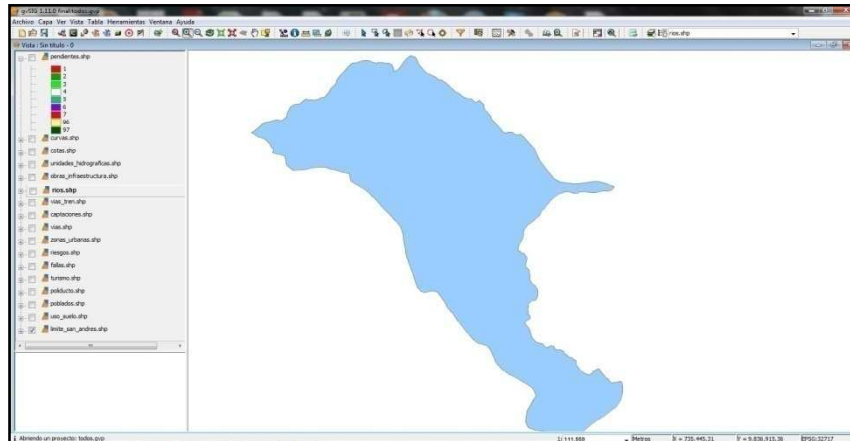 gvSIG 1.11.0 final:todos.gvp
Archivo Capa Ver Vista Tabla Herramientas Ventana Ayuda
rios.shp
Vista : Sin título - 0
pendientes.shp
1
2
3
4
5
6
7
96
97
curvas.shp
cotas.shp
unidades_hidrograficas.shp
obras_infraestructura.shp
rios.shp
vias_tren.shp
captaciones.shp
vias.shp
zonas_urbanas.shp
riesgos.shp
fallas.shp
turismo.shp
poliducto.shp
poblados.shp
uso_suelo.shp
limite_san_andres.shp
Abriendo un proyecto: todos.gvp
1: 111.669 Metros X = 735.445,31 Y = 9.836.915,36 EPSG:32717